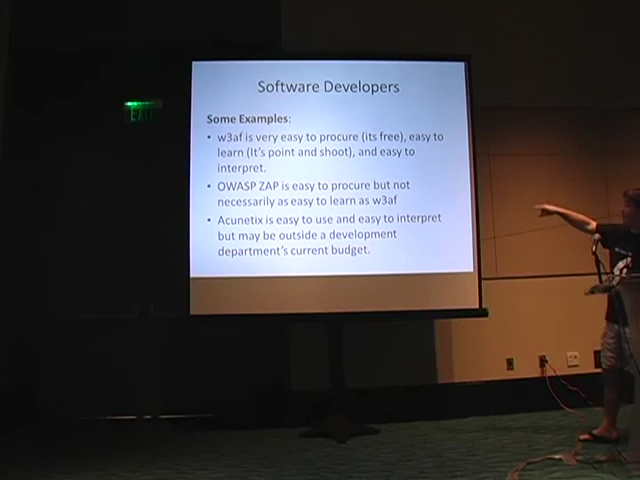 Software Developers
Some Examples:
• w3af is very easy to procure (its free), easy to
learn (It's point and shoot), and easy to
interpret.
• OWASP ZAP is easy to procure but not
necessarily as easy to learn as w3af
• Acunetix is easy to use and easy to interpret
but may be outside a development
department's current budget.
EXIT